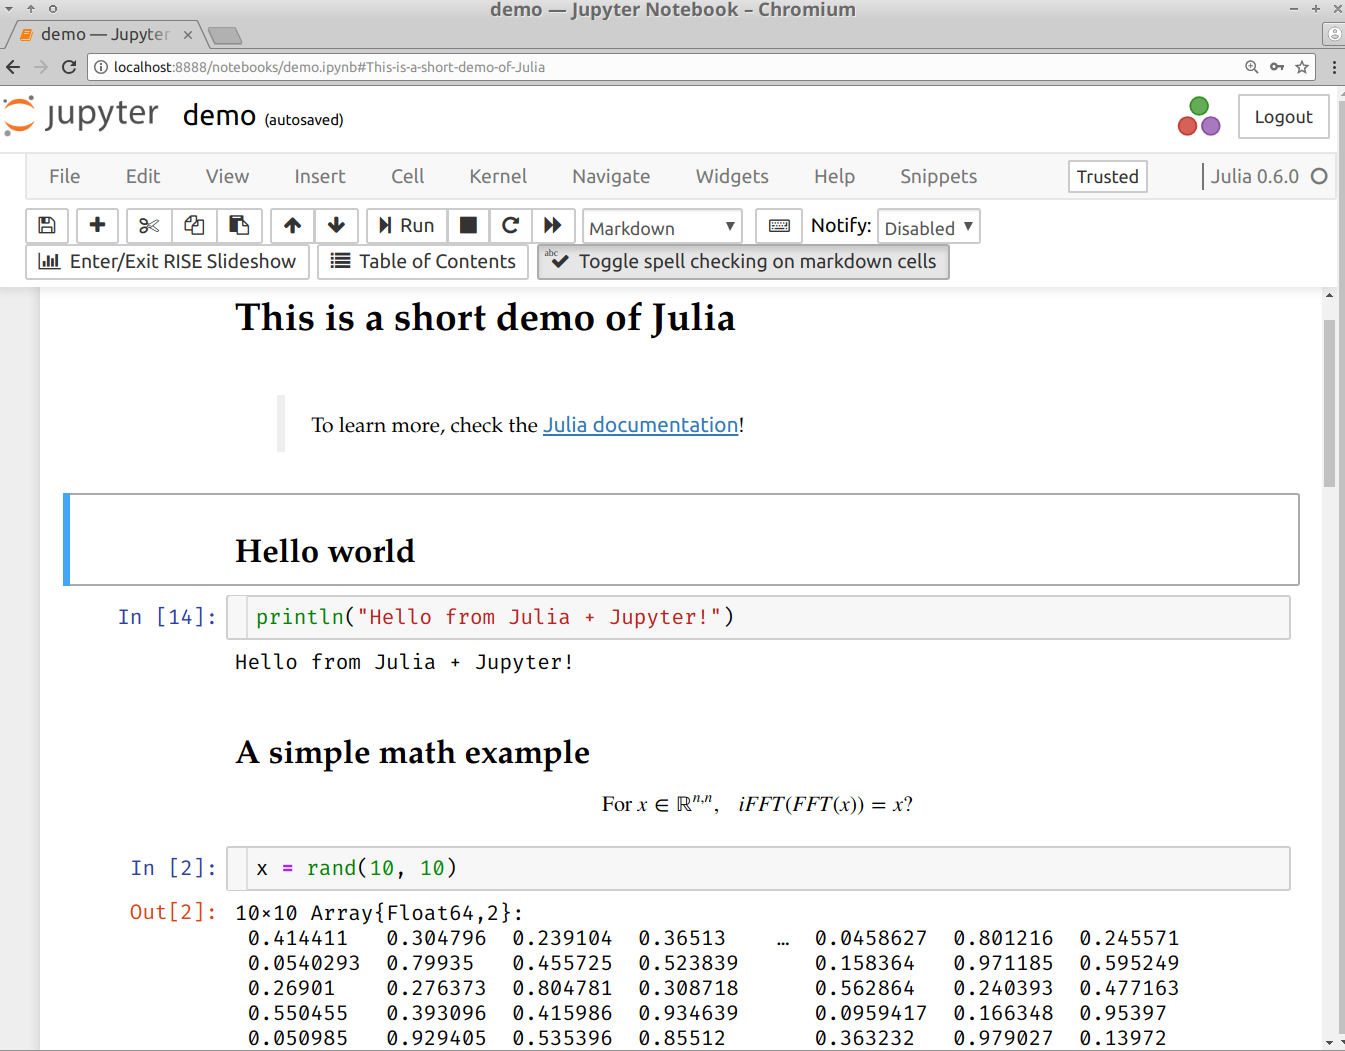 demo — Jupyter Notebook – Chromium
demo — Jupyter
localhost:8888/notebooks/demo.ipynb#This-is-a-short-demo-of-Julia
jupyter demo (autosaved) Logout
File Edit View Insert Cell Kernel Navigate Widgets Help Snippets Trusted Julia 0.6.0
Run Markdown Notify: Disabled
Enter/Exit RISE Slideshow Table of Contents abc Toggle spell checking on markdown cells
This is a short demo of Julia
To learn more, check the Julia documentation!
Hello world
In [14]: println("Hello from Julia + Jupyter!")
Hello from Julia + Jupyter!
A simple math example
For x ∈ ℝⁿ˒ⁿ, iFFT(FFT(x)) = x?
In [2]: x = rand(10, 10)
Out[2]: 10×10 Array{Float64,2}:
0.414411 0.304796 0.239104 0.36513 … 0.0458627 0.801216 0.245571
0.0540293 0.79935 0.455725 0.523839 0.158364 0.971185 0.595249
0.26901 0.276373 0.804781 0.308718 0.562864 0.240393 0.477163
0.550455 0.393096 0.415986 0.934639 0.0959417 0.166348 0.95397
0.050985 0.929405 0.535396 0.85512 0.363232 0.979027 0.13972